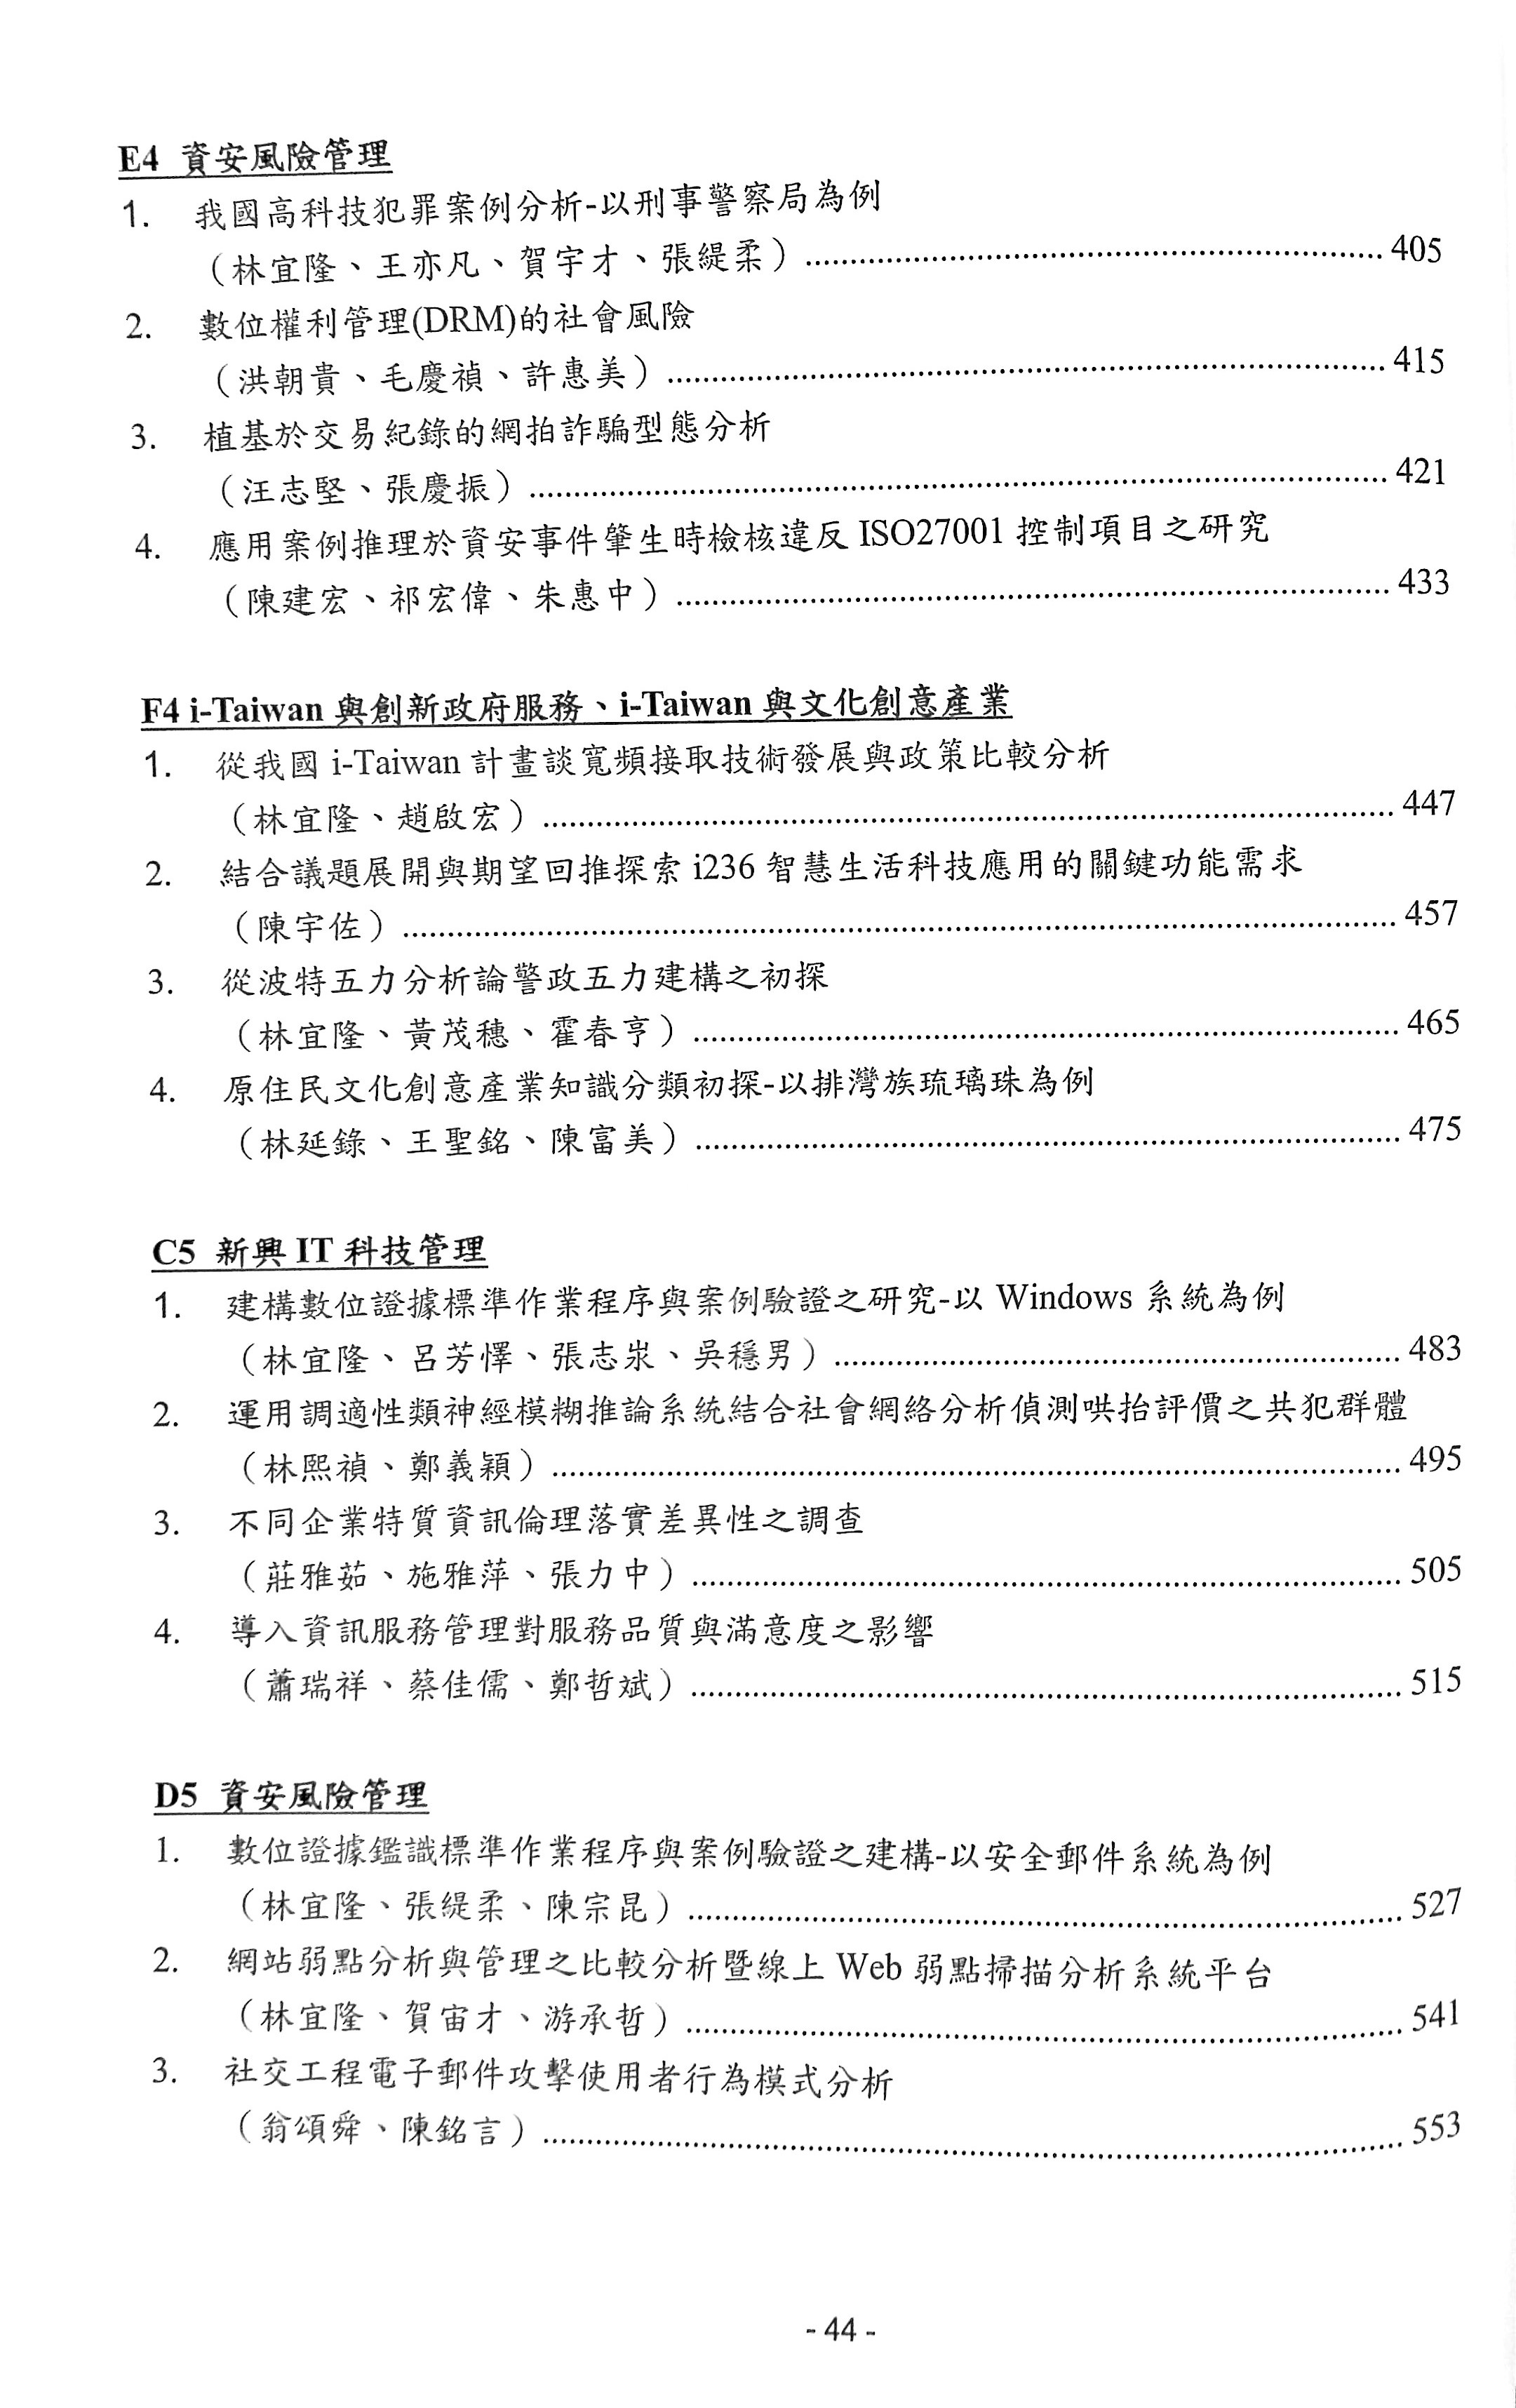 E4 資安風險管理
1. 我國高科技犯罪案例分析-以刑事警察局為例
（林宜隆、王亦凡、賀宇才、張緹柔）405
2. 數位權利管理(DRM)的社會風險
（洪朝貴、毛慶禎、許惠美）415
3. 植基於交易紀錄的網拍詐騙型態分析
（汪志堅、張慶振）421
4. 應用案例推理於資安事件肇生時檢核違反 ISO27001 控制項目之研究
（陳建宏、祁宏偉、朱惠中）433
F4 i-Taiwan 與創新政府服務、i-Taiwan 與文化創意產業
1. 從我國 i-Taiwan 計畫談寬頻接取技術發展與政策比較分析
（林宜隆、趙啟宏）447
2. 結合議題展開與期望回推探索 i236 智慧生活科技應用的關鍵功能需求
（陳宇佐）457
3. 從波特五力分析論警政五力建構之初探
（林宜隆、黃茂穗、霍春亨）465
4. 原住民文化創意產業知識分類初探-以排灣族琉璃珠為例
（林延錄、王聖銘、陳富美）475
C5 新興 IT 科技管理
1. 建構數位證據標準作業程序與案例驗證之研究-以 Windows 系統為例
（林宜隆、呂芳懌、張志汖、吳穩男）483
2. 運用調適性類神經模糊推論系統結合社會網絡分析偵測哄抬評價之共犯群體
（林熙禎、鄭義穎）495
3. 不同企業特質資訊倫理落實差異性之調查
（莊雅茹、施雅萍、張力中）505
4. 導入資訊服務管理對服務品質與滿意度之影響
（蕭瑞祥、蔡佳儒、鄭哲斌）515
D5 資安風險管理
1. 數位證據鑑識標準作業程序與案例驗證之建構-以安全郵件系統為例
（林宜隆、張緹柔、陳宗昆）527
2. 網站弱點分析與管理之比較分析暨線上 Web 弱點掃描分析系統平台
（林宜隆、賀宙才、游承哲）541
3. 社交工程電子郵件攻擊使用者行為模式分析
（翁頌舜、陳銘言）553
- 44 -